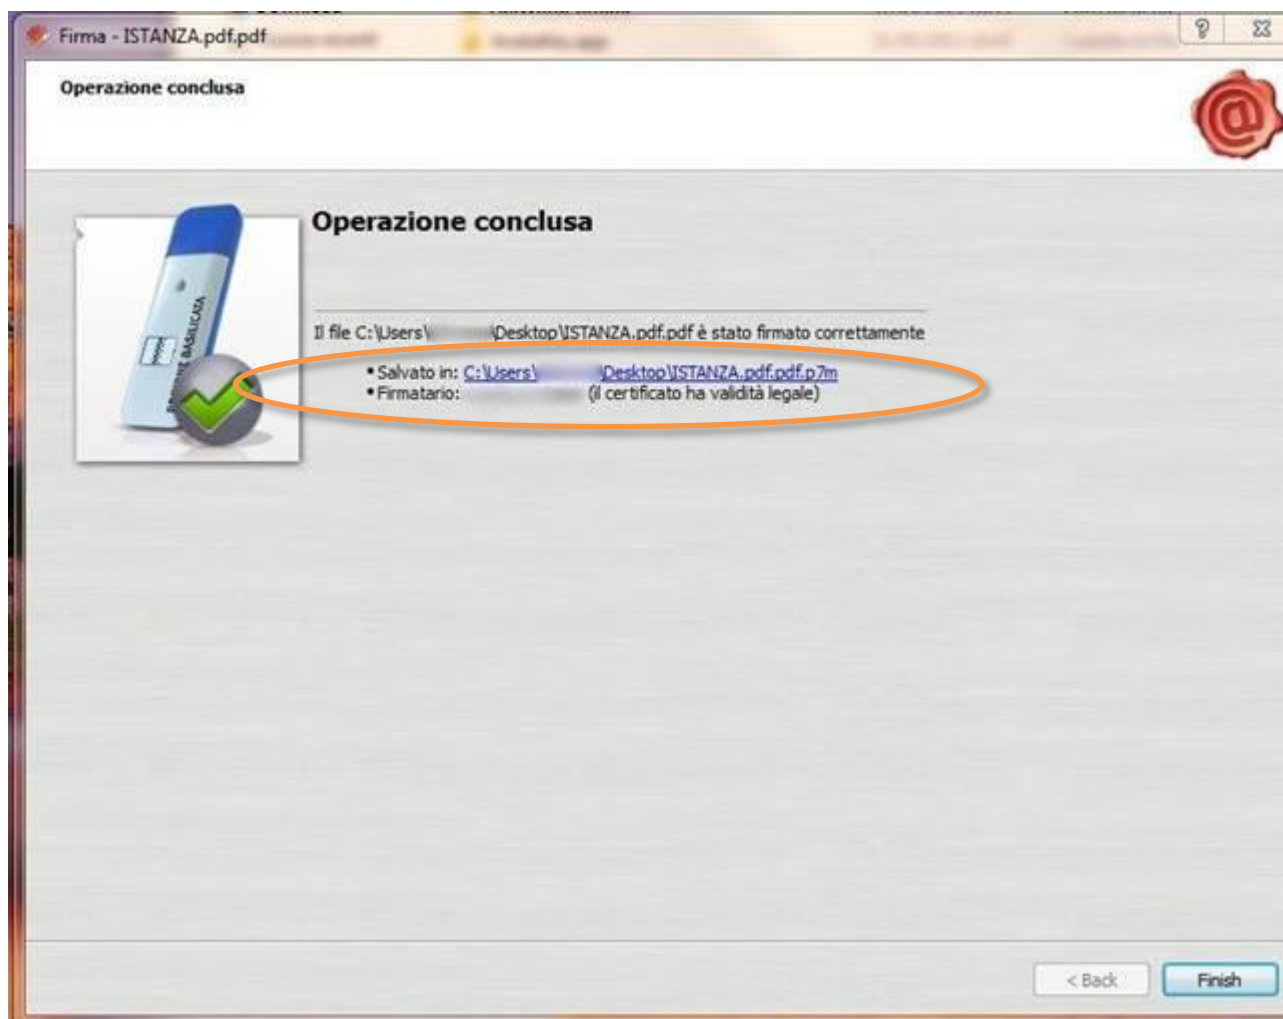 Firma - ISTANZA.pdf.pdf
Operazione conclusa
Operazione conclusa
BASILICATA
Il file C:\Users\ \Desktop\ISTANZA.pdf.pdf è stato firmato correttamente
• Salvato in: C:\Users\ \Desktop\ISTANZA.pdf.pdf.p7m
• Firmatario: (il certificato ha validità legale)
< Back Finish